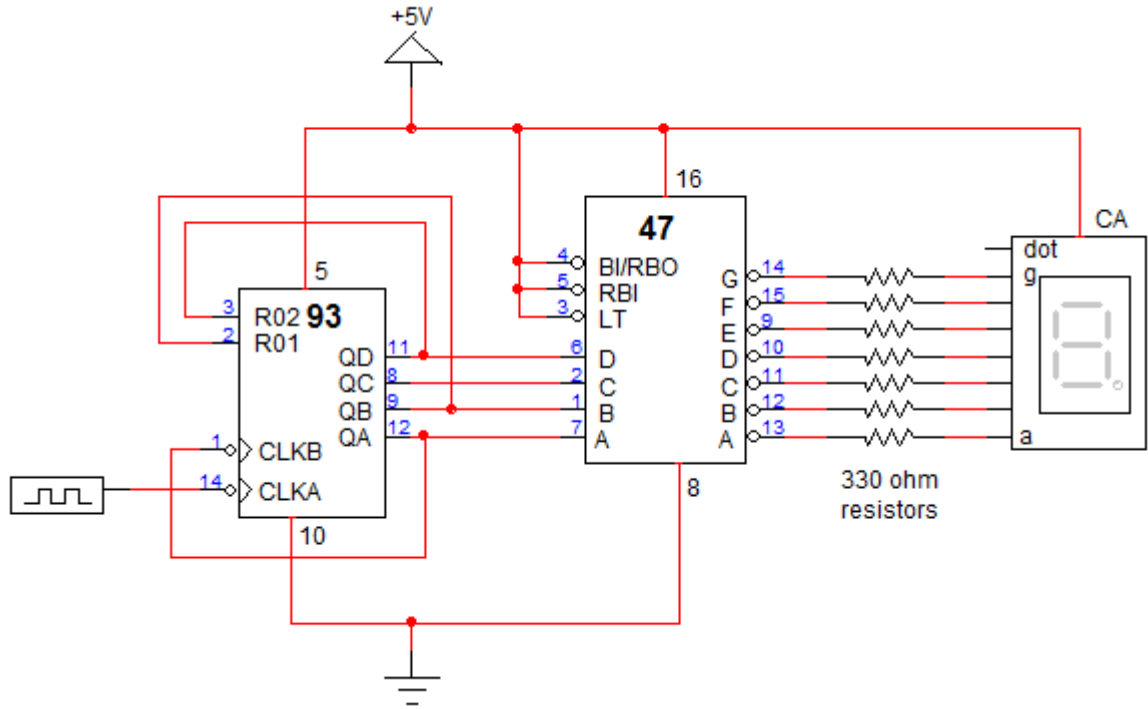 +5V
5
3 R02 93
2 R01
QD 11
QC 8
QB 9
QA 12
1 CLKB
14 CLKA
10
16
47
4 BI/RBO
5 RBI
3 LT
6 D
2 C
1 B
7 A
G 14
F 15
E 9
D 10
C 11
B 12
A 13
8
330 ohm
resistors
CA
dot
g
a